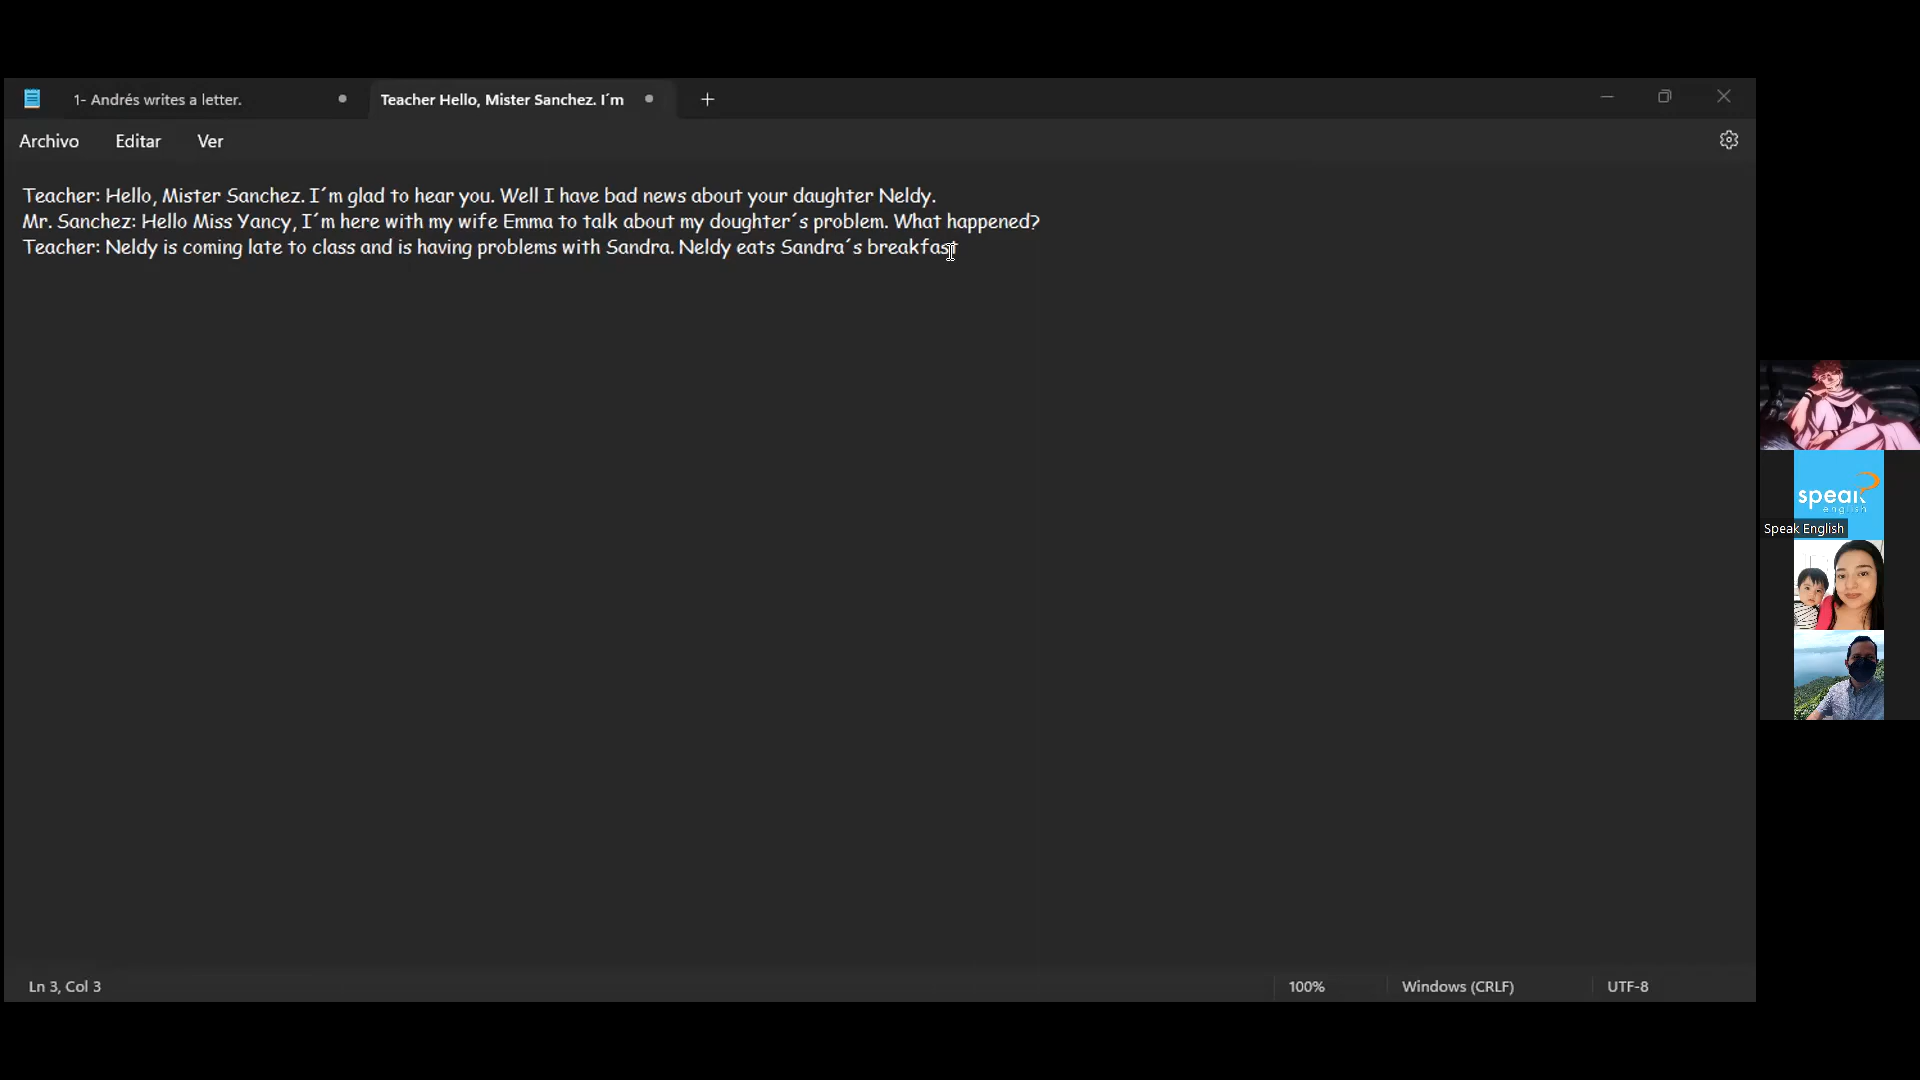 1- Andrés writes a letter.
Teacher Hello, Mister Sanchez. I´m
Archivo Editar Ver
Teacher: Hello, Mister Sanchez. I´m glad to hear you. Well I have bad news about your daughter Neldy.
Mr. Sanchez: Hello Miss Yancy, I´m here with my wife Emma to talk about my doughter´s problem. What happened?
Teacher: Neldy is coming late to class and is having problems with Sandra. Neldy eats Sandra´s breakfast
speak
english
Speak English
Ln 3, Col 3
100%
Windows (CRLF)
UTF-8